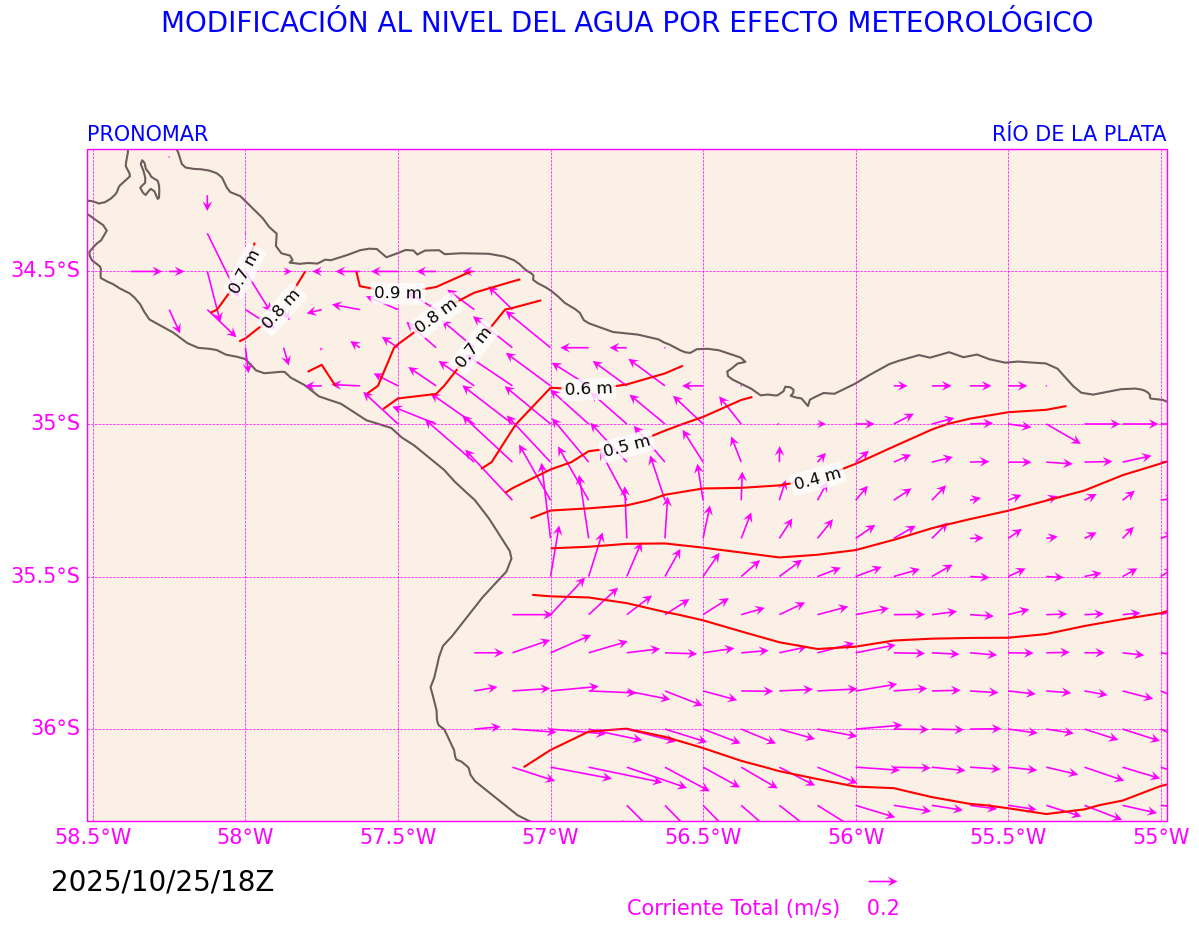 MODIFICACIÓN AL NIVEL DEL AGUA POR EFECTO METEOROLÓGICO
PRONOMAR
RÍO DE LA PLATA
34.5°S
35°S
35.5°S
36°S
0.7 m
0.8 m
0.9 m
0.8 m
0.7 m
0.6 m
0.5 m
0.4 m
58.5°W
58°W
57.5°W
57°W
56.5°W
56°W
55.5°W
55°W
2025/10/25/18Z
Corriente Total (m/s) 0.2